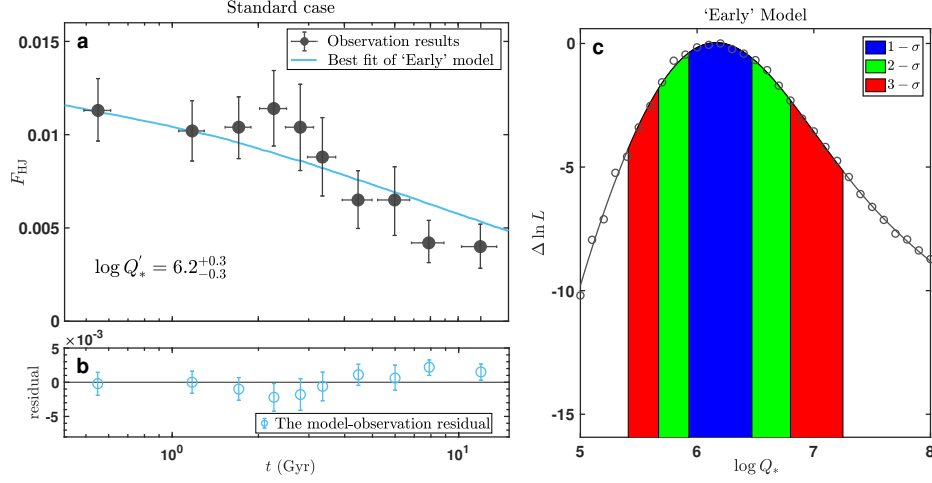 Standard case
a
0.015
0.01
0.005
0
F_HJ
Observation results
Best fit of ‘Early’ model
log Q_*^′ = 6.2^{+0.3}_{−0.3}
×10^{-3}
b
5
0
-5
residual
The model-observation residual
10^0
10^1
t (Gyr)
‘Early’ Model
c
1 − σ
2 − σ
3 − σ
0
-5
-10
-15
Δ ln L
5
6
7
8
log Q_*